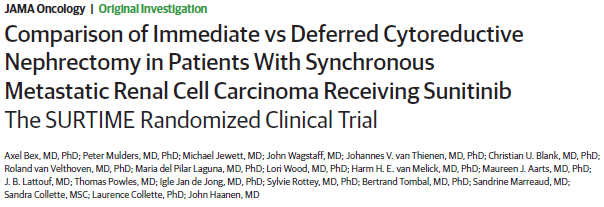 JAMA Oncology | Original Investigation
Comparison of Immediate vs Deferred Cytoreductive
Nephrectomy in Patients With Synchronous
Metastatic Renal Cell Carcinoma Receiving Sunitinib
The SURTIME Randomized Clinical Trial
Axel Bex, MD, PhD; Peter Mulders, MD, PhD; Michael Jewett, MD; John Wagstaff, MD; Johannes V. van Thienen, MD, PhD; Christian U. Blank, MD, PhD;
Roland van Velthoven, MD, PhD; Maria del Pilar Laguna, MD, PhD; Lori Wood, MD; Harm H. E. van Melick, MD, PhD; Maureen J. Aarts, MD, PhD;
J. B. Lattouf, MD; Thomas Powles, MD; Igle Jan de Jong, MD, PhD; Sylvie Rottey, MD, PhD; Bertrand Tombal, MD, PhD; Sandrine Marreaud, MD;
Sandra Collette, MSC; Laurence Collette, PhD; John Haanen, MD